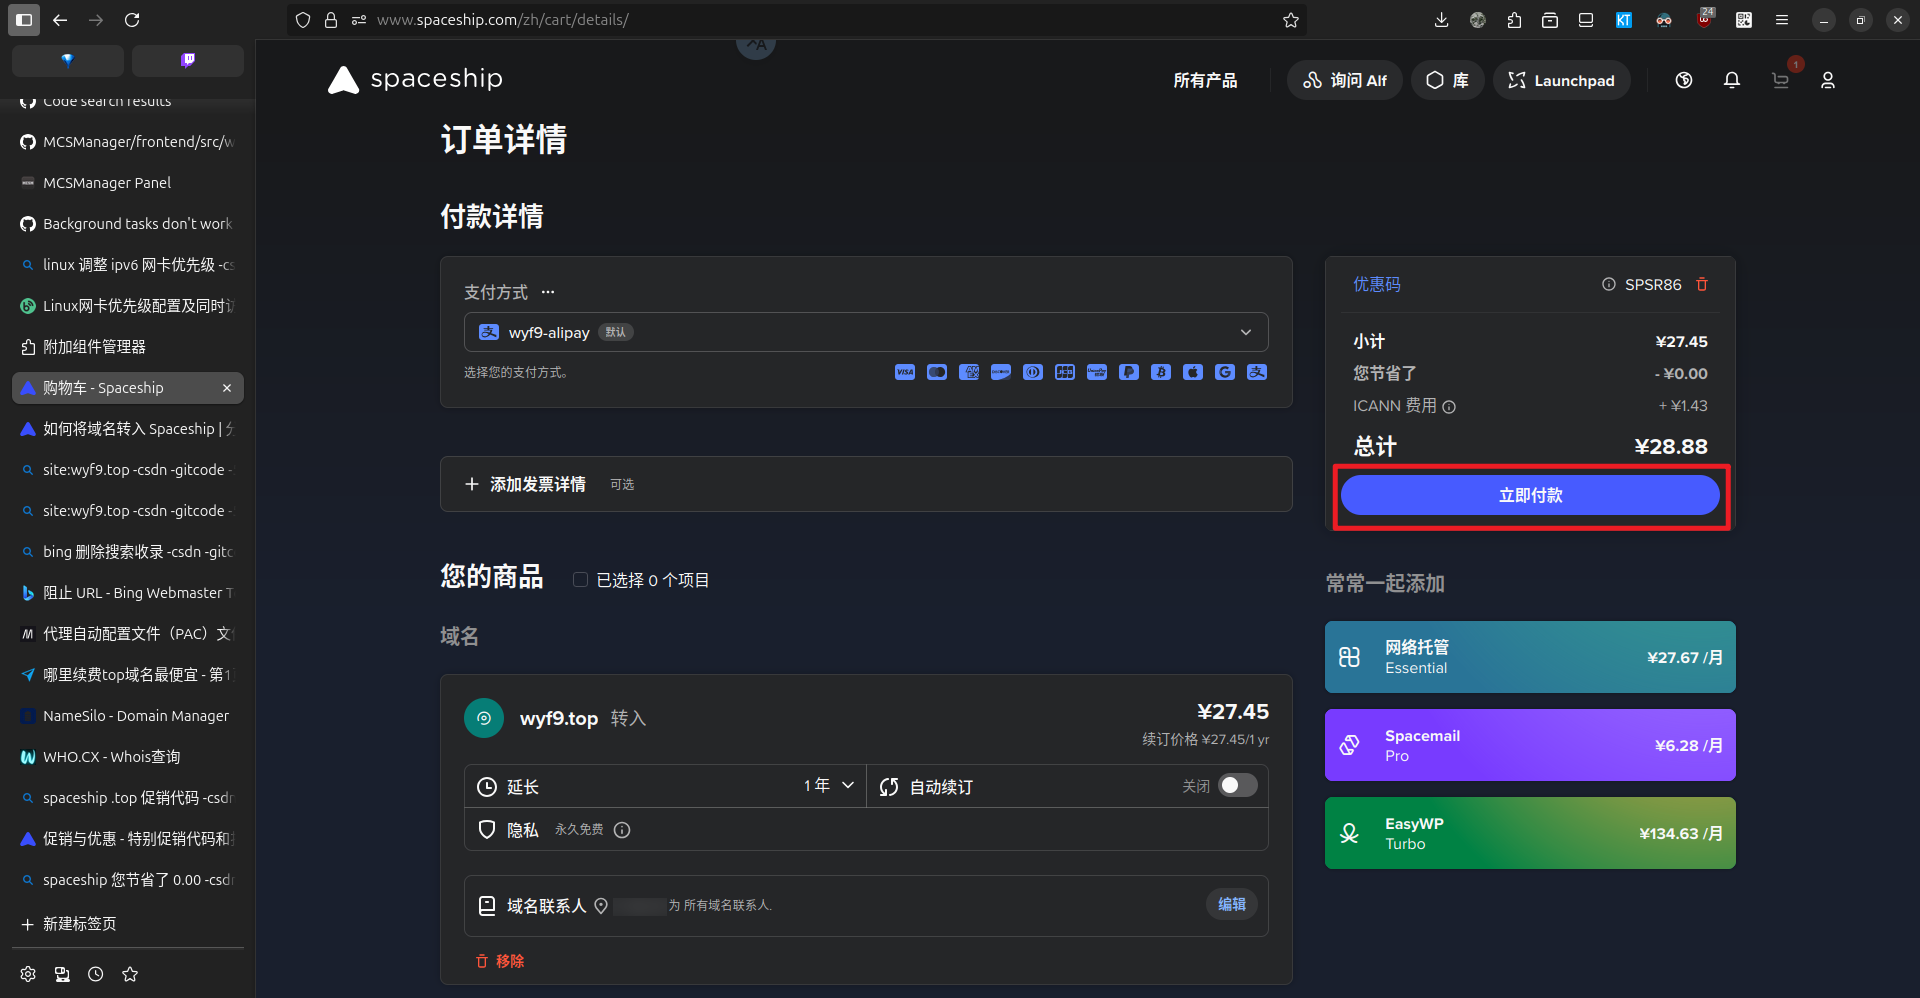 www.spaceship.com/zh/cart/details/
KT
24
Code search results
MCSManager/frontend/src/w
MCSManager Panel
Background tasks don't work
linux 调整 ipv6 网卡优先级 -cs
Linux网卡优先级配置及同时
附加组件管理器
购物车 - Spaceship
如何将域名转入 Spaceship |
site:wyf9.top -csdn -gitcode -
site:wyf9.top -csdn -gitcode -
bing 删除搜索收录 -csdn -gitc
阻止 URL - Bing Webmaster T
代理自动配置文件（PAC）文
哪里续费top域名最便宜 - 第1
NameSilo - Domain Manager
WHO.CX - Whois查询
spaceship .top 促销代码 -csdn
促销与优惠 - 特别促销代码和
spaceship 您节省了 0.00 -csdn
新建标签页
spaceship
所有产品
询问 Alf
库
Launchpad
1
订单详情
付款详情
支付方式 ...
wyf9-alipay 默认
选择您的支付方式。
VISA
添加发票详情 可选
优惠码
SPSR86
小计 ¥27.45
您节省了 - ¥0.00
ICANN 费用 + ¥1.43
总计 ¥28.88
立即付款
您的商品 已选择 0 个项目
域名
wyf9.top 转入 ¥27.45
续订价格 ¥27.45/1 yr
延长 1 年
自动续订 关闭
隐私 永久免费
域名联系人 为 所有域名联系人.
编辑
移除
常常一起添加
网络托管
Essential
¥27.67 /月
Spacemail
Pro
¥6.28 /月
EasyWP
Turbo
¥134.63 /月